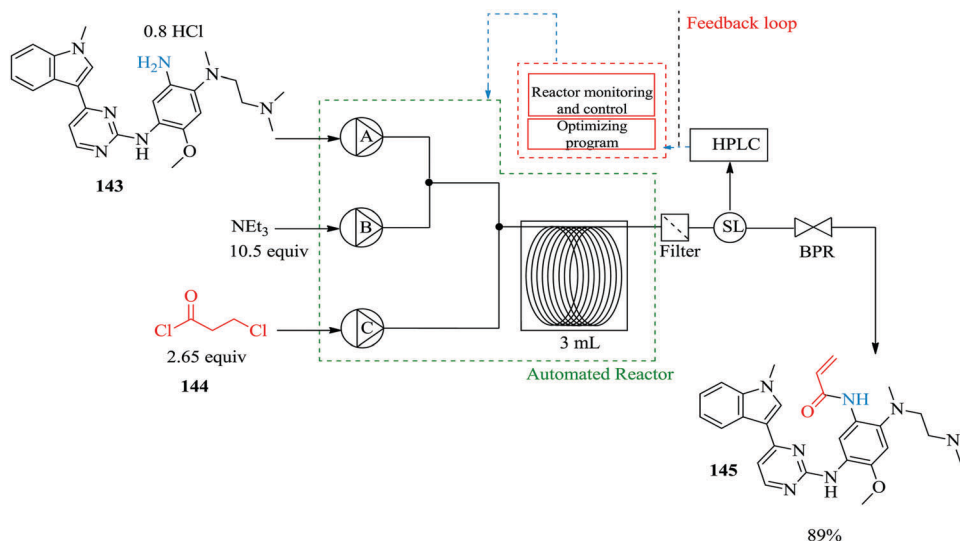 0.8 HCl
N
H₂N
N
N
N
N
N
H
O
143
NEt₃
10.5 equiv
O
Cl
Cl
2.65 equiv
144
A
B
C
Feedback loop
Reactor monitoring
and control
Optimizing
program
HPLC
SL
Filter
BPR
3 mL
Automated Reactor
N
O
NH
N
N
N
N
N
H
O
145
89%